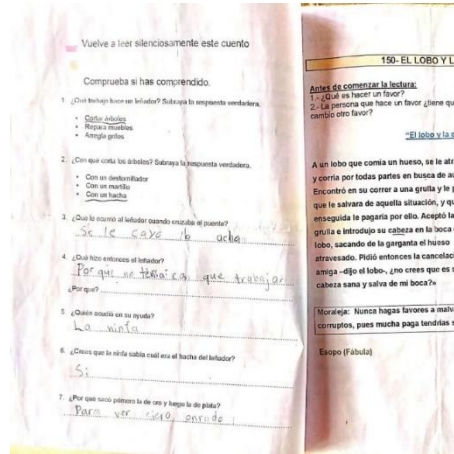 Vuelve a leer silenciosamente este cuento
Comprueba si has comprendido.
1. ¿Que trabajo hace un leñador? Subraya la respuesta verdadera.
• Cortar árboles
• Repara muebles
• Arregla grifos
2. ¿Con qué corta los árboles? Subraya la respuesta verdadera.
• Con un destornillador
• Con un martillo
• Con un hacha
3. ¿Qué le ocurrió al leñador cuando cruzaba el puente?
Se le caya la acha
4. ¿Qué hizo entonces el leñador?
Por que no tenia con que trabajar
¿Por qué?
5. ¿Quién acudió en su ayuda?
La ninfa
6. ¿Crees que la ninfa sabía cuál era el hacha del leñador?
Si
7. ¿Por qué sacó primero la de oro y luego la de plata?
Para ver
150- EL LOBO Y L
Antes de comenzar la lectura:
1.- ¿Qué es hacer un favor?
2.- La persona que hace un favor ¿tiene qu
cambio otro favor?
"El lobo y la
A un lobo que comía un hueso, se le atr
y corría por todas partes en busca de au
Encontró en su correr a una grulla y le p
que le salvara de aquella situación, y qu
enseguida le pagaría por ello. Aceptó la
grulla e introdujo su cabeza en la boca
lobo, sacando de la garganta el hueso
atravesado. Pidió entonces la cancelac
amiga –dijo el lobo-, ¿no crees que es s
cabeza sana y salva de mi boca?»
Moraleja: Nunca hagas favores a malv
corruptos, pues mucha paga tendrías s
Esopo (Fábula)